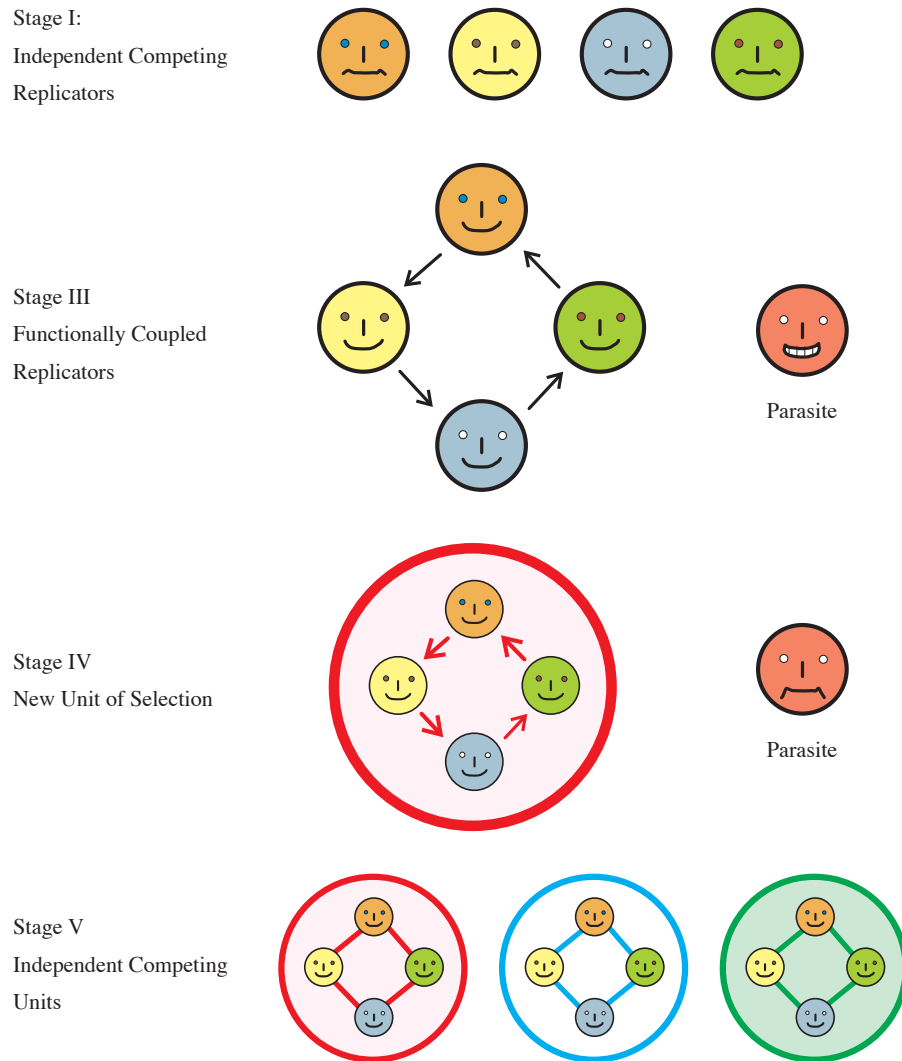 Stage I:
Independent Competing
Replicators
Stage III
Functionally Coupled
Replicators
Parasite
Stage IV
New Unit of Selection
Parasite
Stage V
Independent Competing
Units